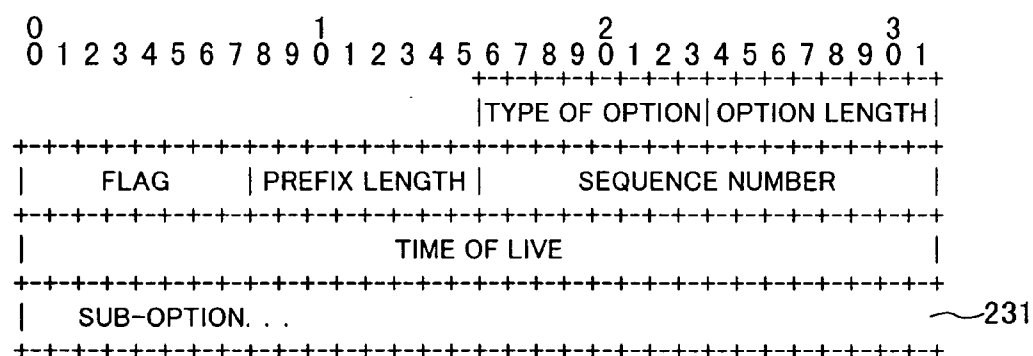 0 1 2 3
0 1 2 3 4 5 6 7 8 9 0 1 2 3 4 5 6 7 8 9 0 1 2 3 4 5 6 7 8 9 0 1
+-+-+-+-+-+-+-+-+-+-+-+-+-+-+-+-+
|TYPE OF OPTION| OPTION LENGTH|
+-+-+-+-+-+-+-+-+-+-+-+-+-+-+-+-+-+-+-+-+-+-+-+-+-+-+-+-+-+-+-+-+
| FLAG | PREFIX LENGTH | SEQUENCE NUMBER |
+-+-+-+-+-+-+-+-+-+-+-+-+-+-+-+-+-+-+-+-+-+-+-+-+-+-+-+-+-+-+-+-+
| TIME OF LIVE |
+-+-+-+-+-+-+-+-+-+-+-+-+-+-+-+-+-+-+-+-+-+-+-+-+-+-+-+-+-+-+-+-+
| SUB-OPTION. . . 231
+-+-+-+-+-+-+-+-+-+-+-+-+-+-+-+-+-+-+-+-+-+-+-+-+-+-+-+-+-+-+-+-+